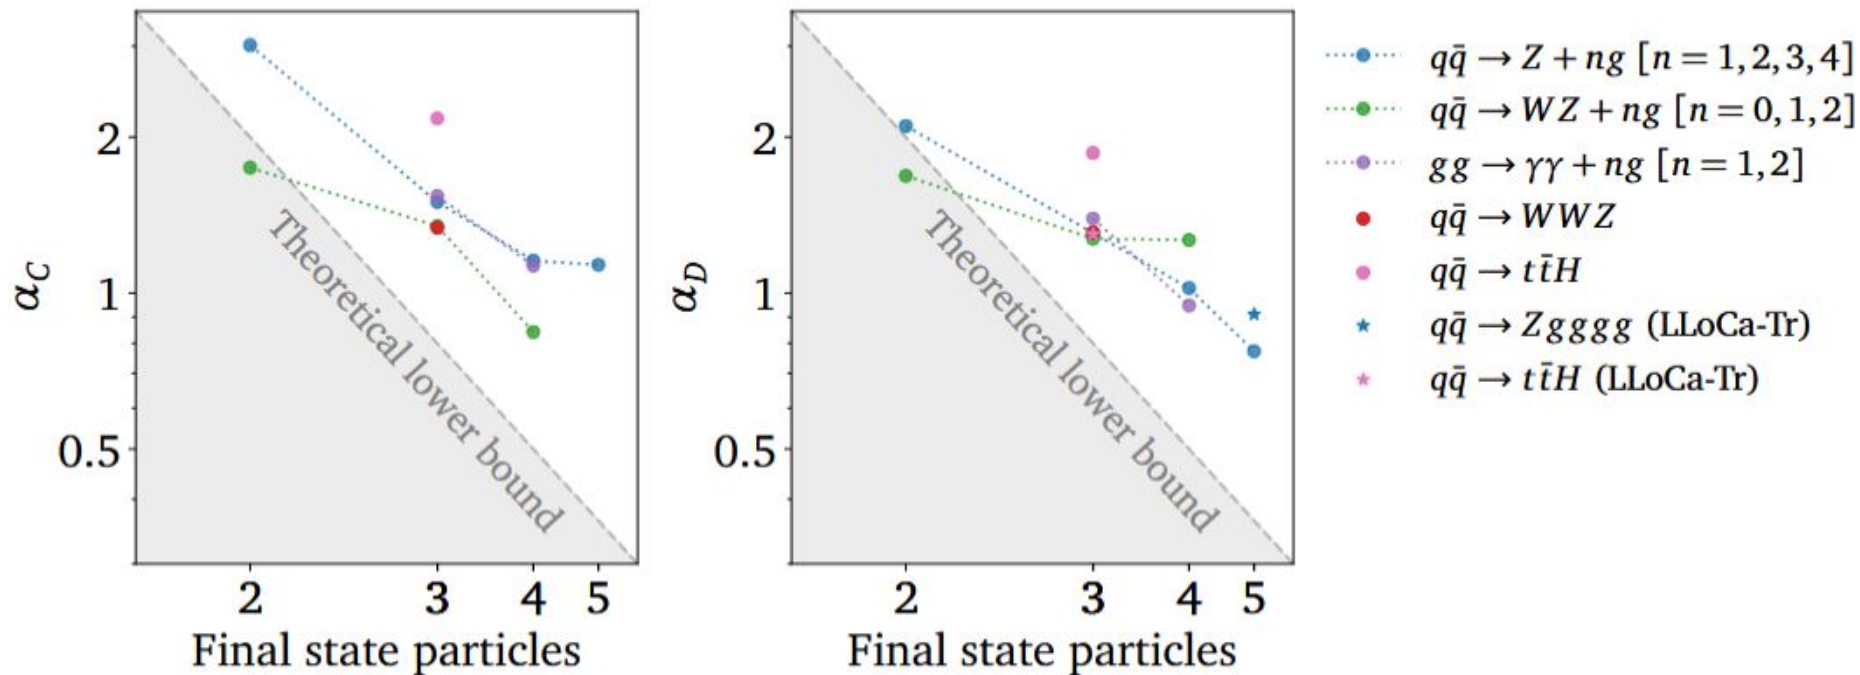 α_C
2
1
0.5
Theoretical lower bound
2 3 4 5
Final state particles
α_D
2
1
0.5
Theoretical lower bound
2 3 4 5
Final state particles
qq̄ → Z + ng [n = 1, 2, 3, 4]
qq̄ → WZ + ng [n = 0, 1, 2]
gg → γγ + ng [n = 1, 2]
qq̄ → WWZ
qq̄ → tt̄H
qq̄ → Zgggg (LLoCa-Tr)
qq̄ → tt̄H (LLoCa-Tr)